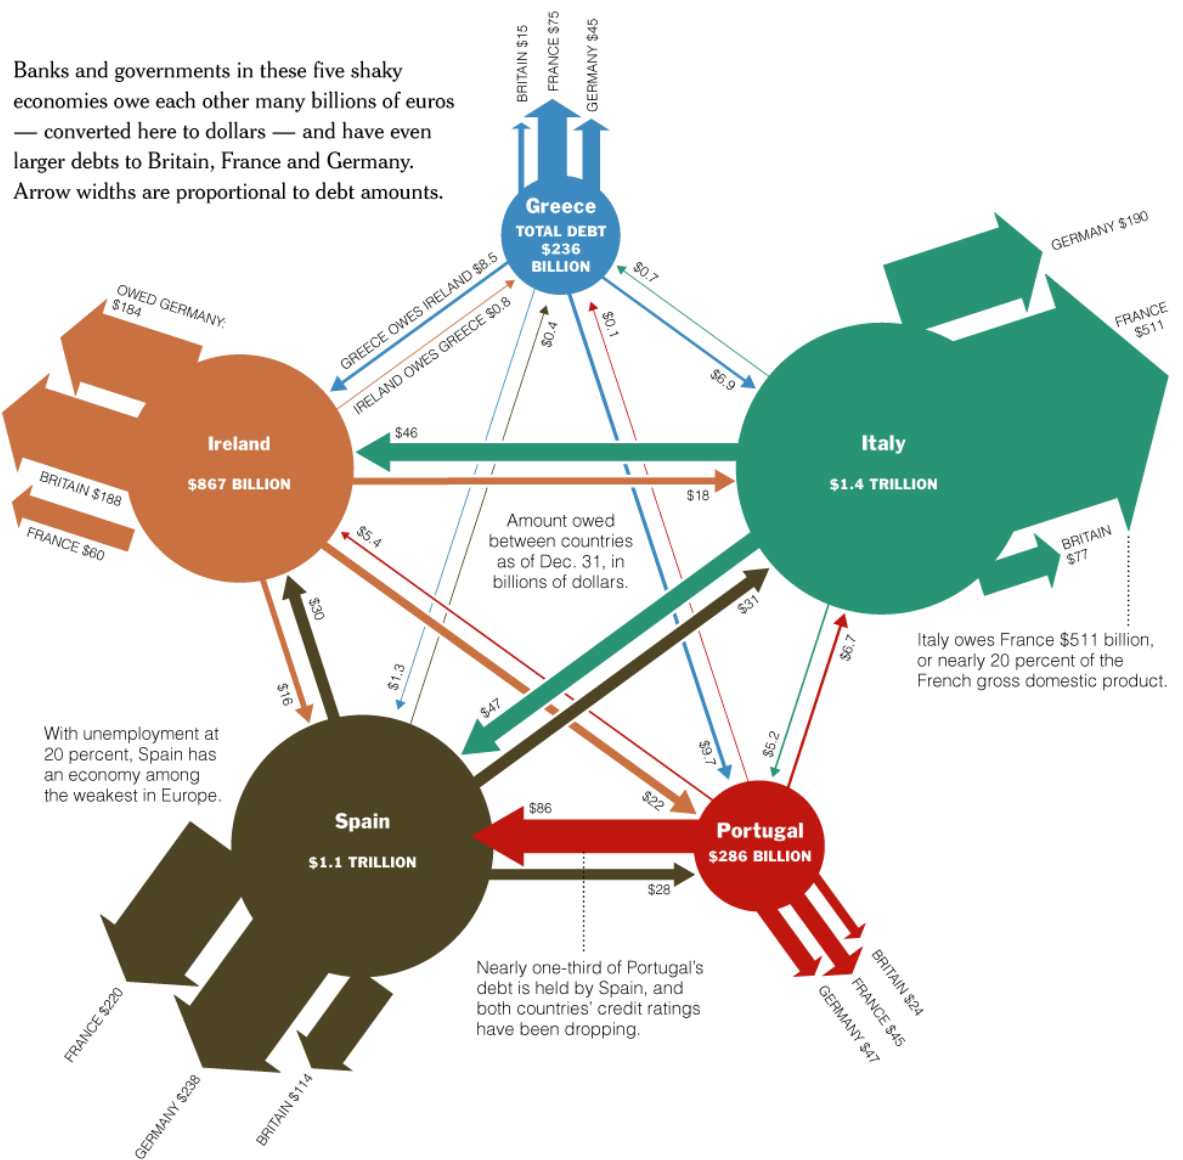 Banks and governments in these five shaky
economies owe each other many billions of euros
— converted here to dollars — and have even
larger debts to Britain, France and Germany.
Arrow widths are proportional to debt amounts.
BRITAIN $15
FRANCE $75
GERMANY $45
Greece
TOTAL DEBT
$236
BILLION
GREECE OWES IRELAND $8.5
IRELAND OWES GREECE $0.8
$0.4
$0.1
$0.7
$6.9
GERMANY $190
FRANCE
$511
OWED GERMANY:
$184
Ireland
$867 BILLION
BRITAIN $188
FRANCE $60
$46
$18
Italy
$1.4 TRILLION
BRITAIN
$77
Amount owed
between countries
as of Dec. 31, in
billions of dollars.
$5.4
$30
$16
$1.3
$47
$31
$9.7
$5.2
$6.7
$22
Italy owes France $511 billion,
or nearly 20 percent of the
French gross domestic product.
With unemployment at
20 percent, Spain has
an economy among
the weakest in Europe.
Spain
$1.1 TRILLION
$86
$28
Portugal
$286 BILLION
Nearly one-third of Portugal’s
debt is held by Spain, and
both countries’ credit ratings
have been dropping.
FRANCE $220
GERMANY $238
BRITAIN $114
GERMANY $47
FRANCE $45
BRITAIN $24